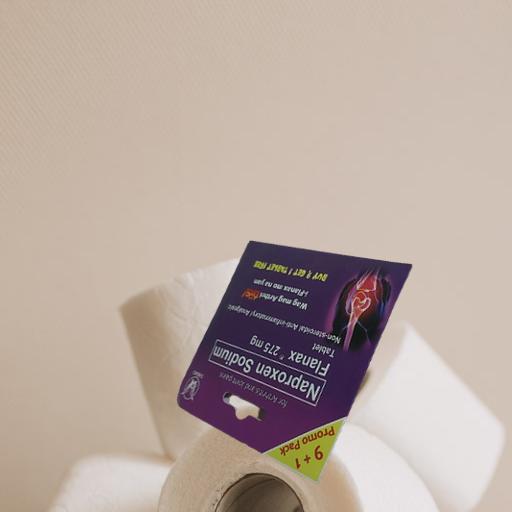 9 + 1
Promo Pack
for Arthritis and Joint pains
Naproxen Sodium
Flanax® 275 mg
Tablet
Non-steroidal Anti-inflammatory Analgesic
Wag mag Arthri
i-Flanax mo na yan
BUY 9 GET 1 TABLET FREE